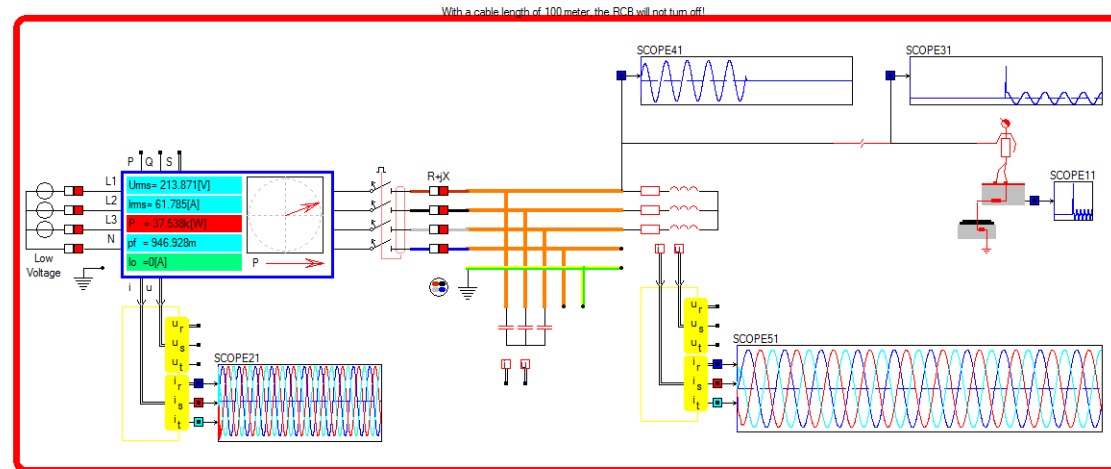 With a cable length of 100 meter, the RCB will not turn off!
SCOPE41
SCOPE31
P Q S
L1
L2
L3
N
Low
Voltage
Urms= 213.871[V]
Irms= 61.785[A]
P = 37.538k[W]
pf = 946.928m
Io =0[A]
P
R+jX
SCOPE11
i u
i u
i u
u r
u s
u t
i r
i s
i t
SCOPE21
u r
u s
u t
i r
i s
i t
SCOPE51